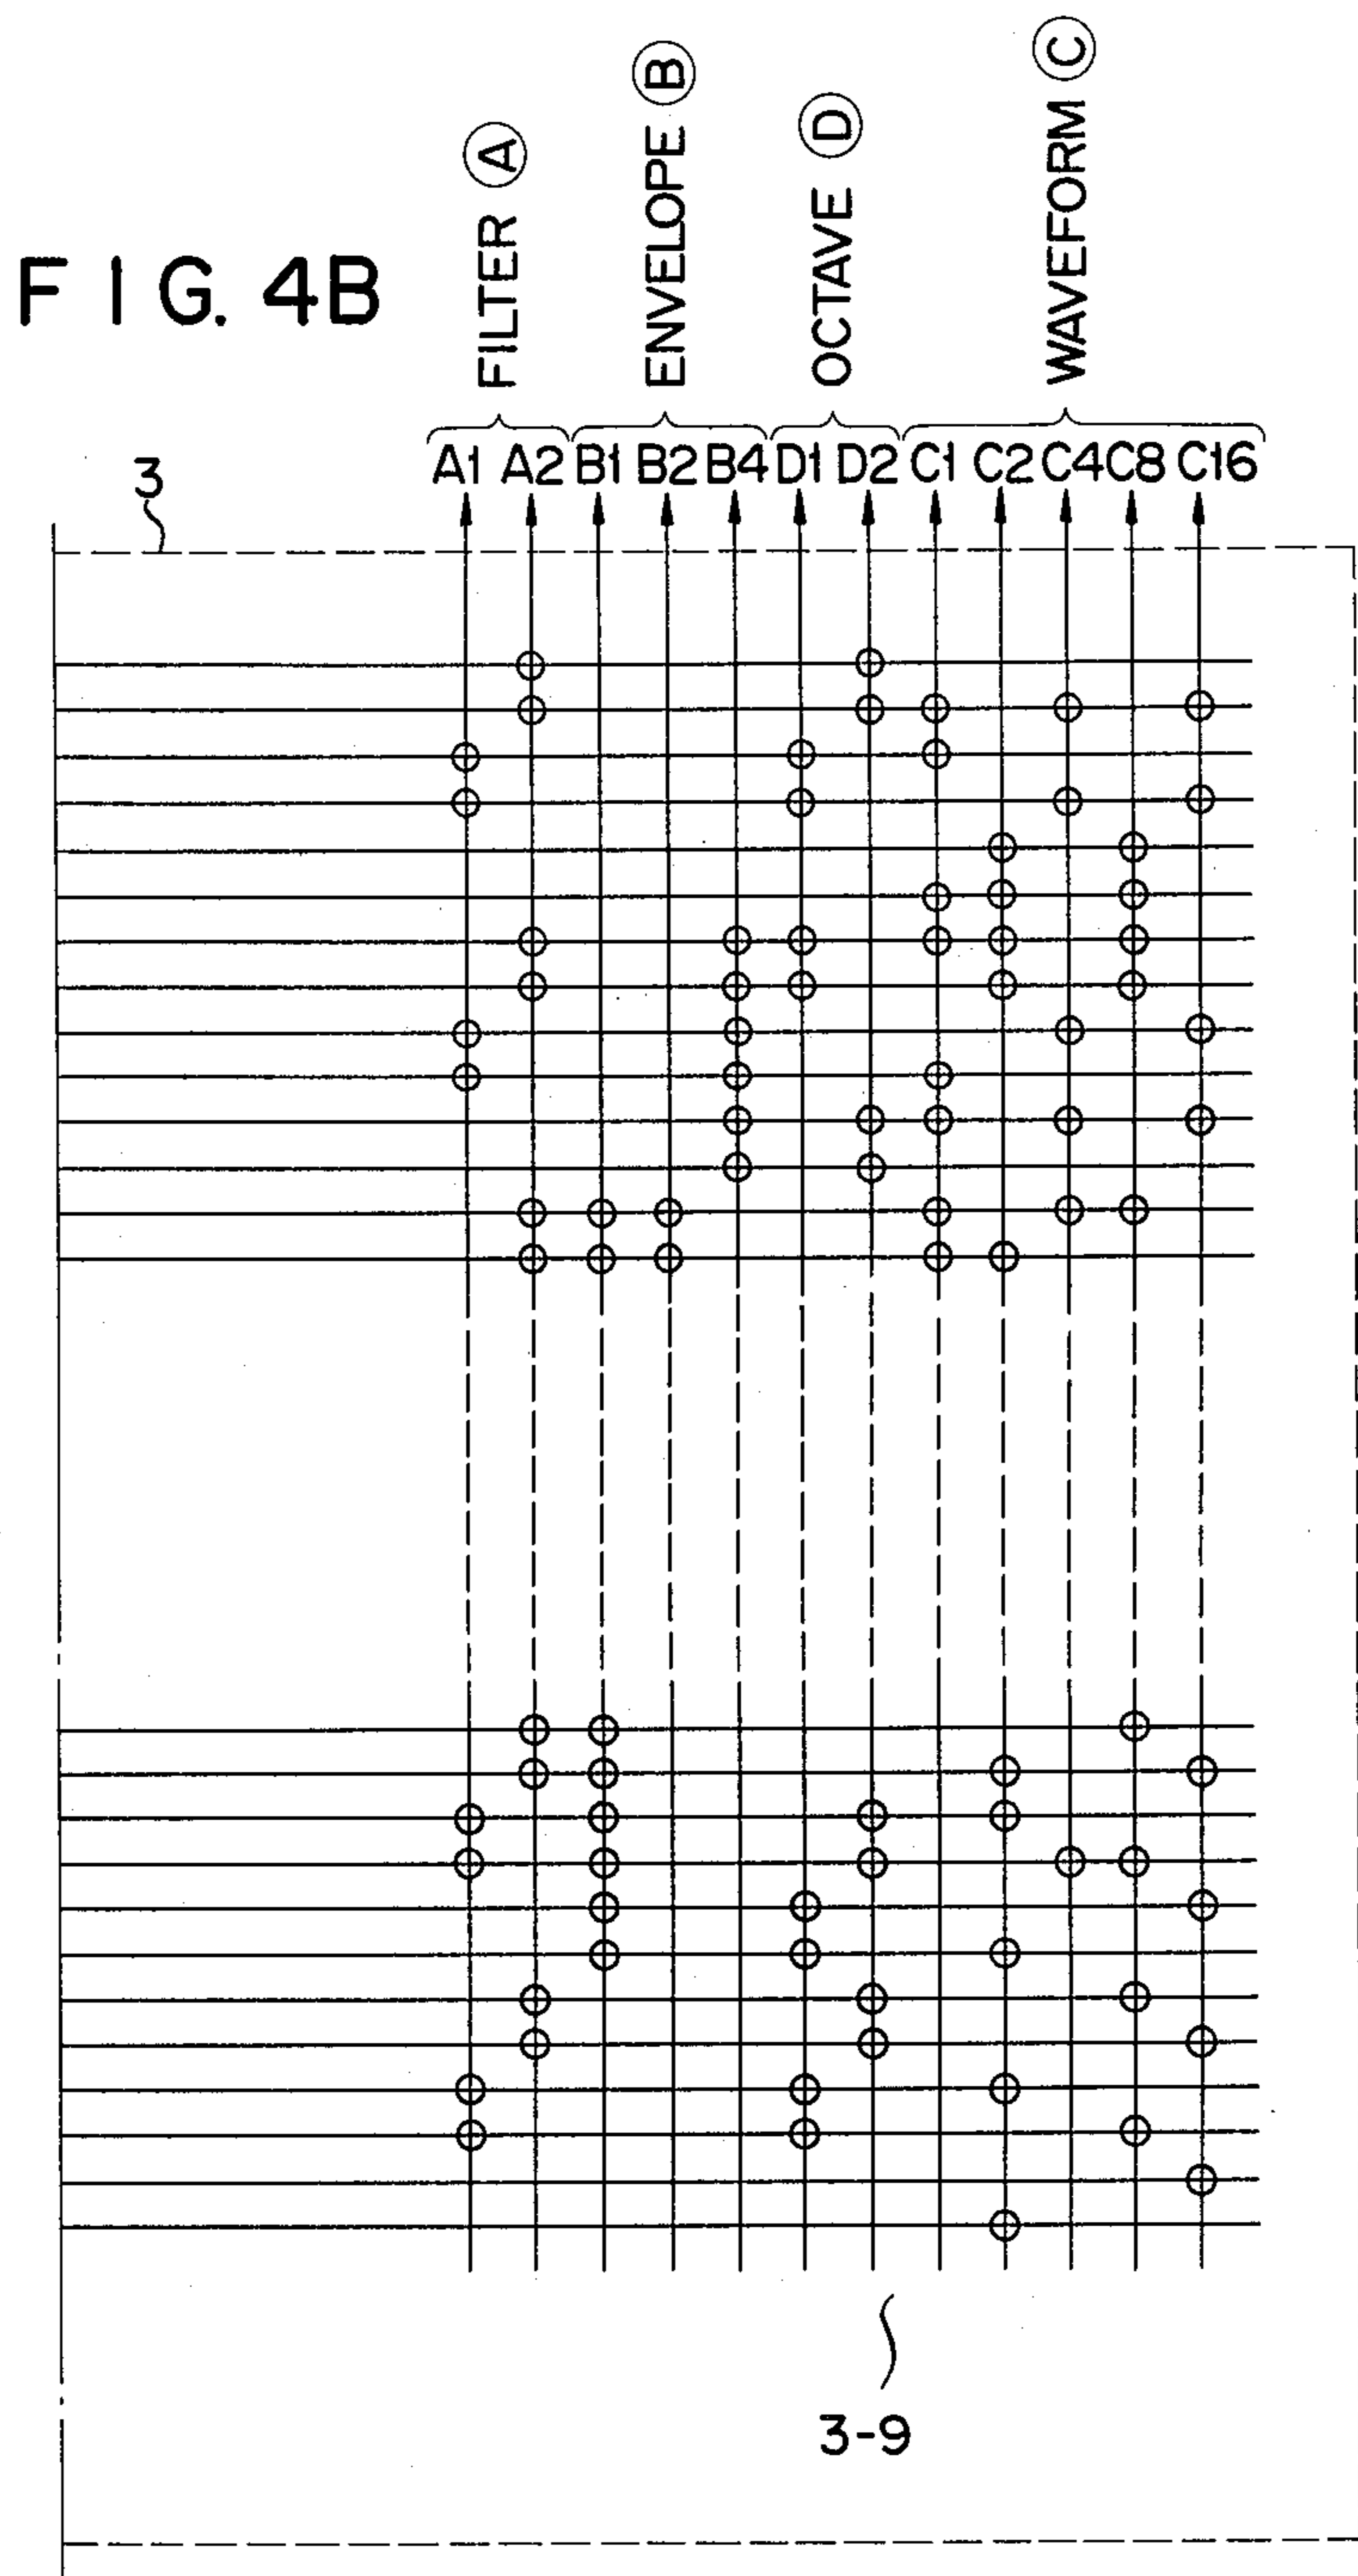 FIG. 4B
FILTER Ⓐ
ENVELOPE Ⓑ
OCTAVE Ⓓ
WAVEFORM Ⓒ
A1 A2 B1 B2 B4 D1 D2 C1 C2 C4 C8 C16
3
3-9